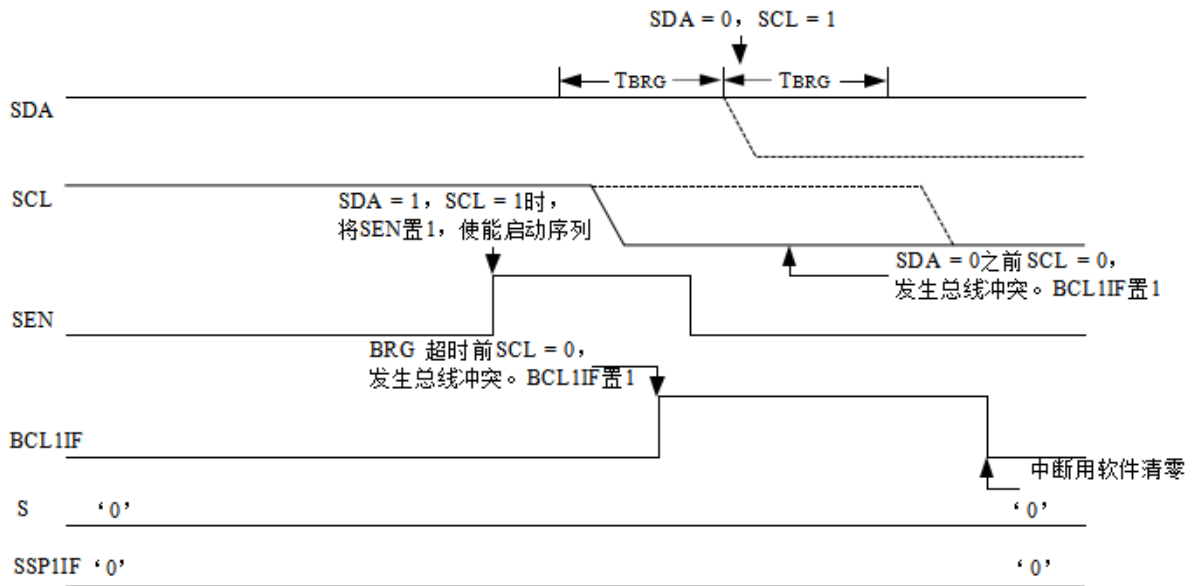 SDA = 0，SCL = 1
TBRG
TBRG
SDA
SCL
SDA = 1，SCL = 1时，
将SEN置1，使能启动序列
SDA = 0之前SCL = 0，
发生总线冲突。BCL1IF置1
SEN
BRG 超时前SCL = 0，
发生总线冲突。BCL1IF置1
BCL1IF
中断用软件清零
S ‘0’ ‘0’
SSP1IF ‘0’ ‘0’